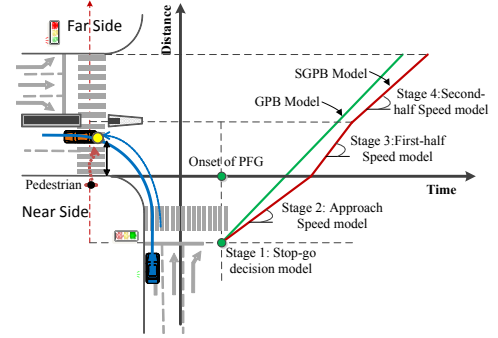 Far Side
Distance
SGPB Model
GPB Model
Stage 4:Second-
half Speed model
Stage 3:First-half
Speed model
Onset of PFG
Time
Pedestrian
Near Side
Stage 2: Approach
Speed model
Stage 1: Stop-go
decision model